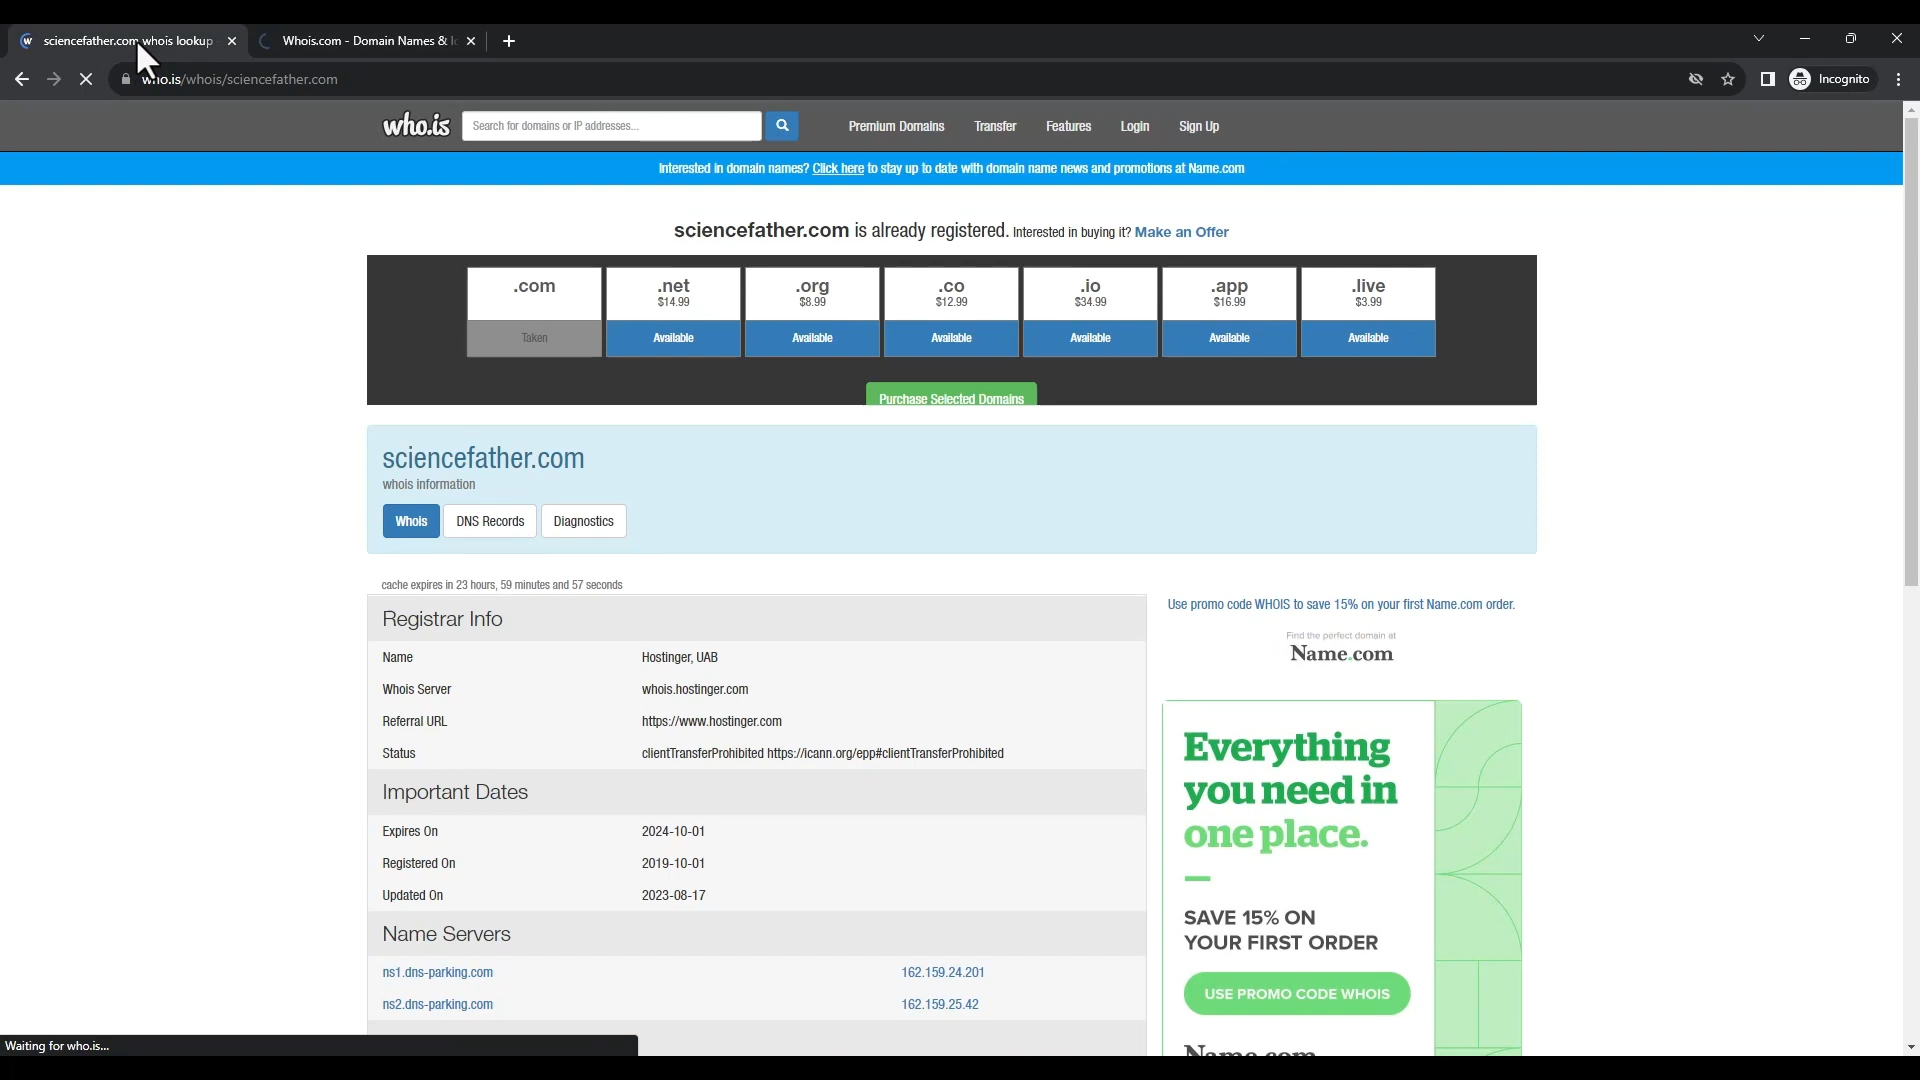 sciencefather.com whois lookup
Whois.com - Domain Names &
who.is/whois/sciencefather.com
Incognito
who.is
Search for domains or IP addresses...
Premium Domains
Transfer
Features
Login
Sign Up
Interested in domain names? Click here to stay up to date with domain name news and promotions at Name.com
sciencefather.com is already registered. Interested in buying it? Make an Offer
.com
.net
.org
.co
.io
.app
.live
$14.99
$8.99
$12.99
$34.99
$16.99
$3.99
Taken
Available
Available
Available
Available
Available
Available
Purchase Selected Domains
sciencefather.com
whois information
Whois
DNS Records
Diagnostics
cache expires in 23 hours, 59 minutes and 57 seconds
Registrar Info
Name Hostinger, UAB
Whois Server whois.hostinger.com
Referral URL https://www.hostinger.com
Status clientTransferProhibited https://icann.org/epp#clientTransferProhibited
Important Dates
Expires On 2024-10-01
Registered On 2019-10-01
Updated On 2023-08-17
Name Servers
ns1.dns-parking.com 162.159.24.201
ns2.dns-parking.com 162.159.25.42
Use promo code WHOIS to save 15% on your first Name.com order.
Find the perfect domain at
Name.com
Everything
you need in
one place.
SAVE 15% ON
YOUR FIRST ORDER
USE PROMO CODE WHOIS
Name.com
Waiting for who.is...